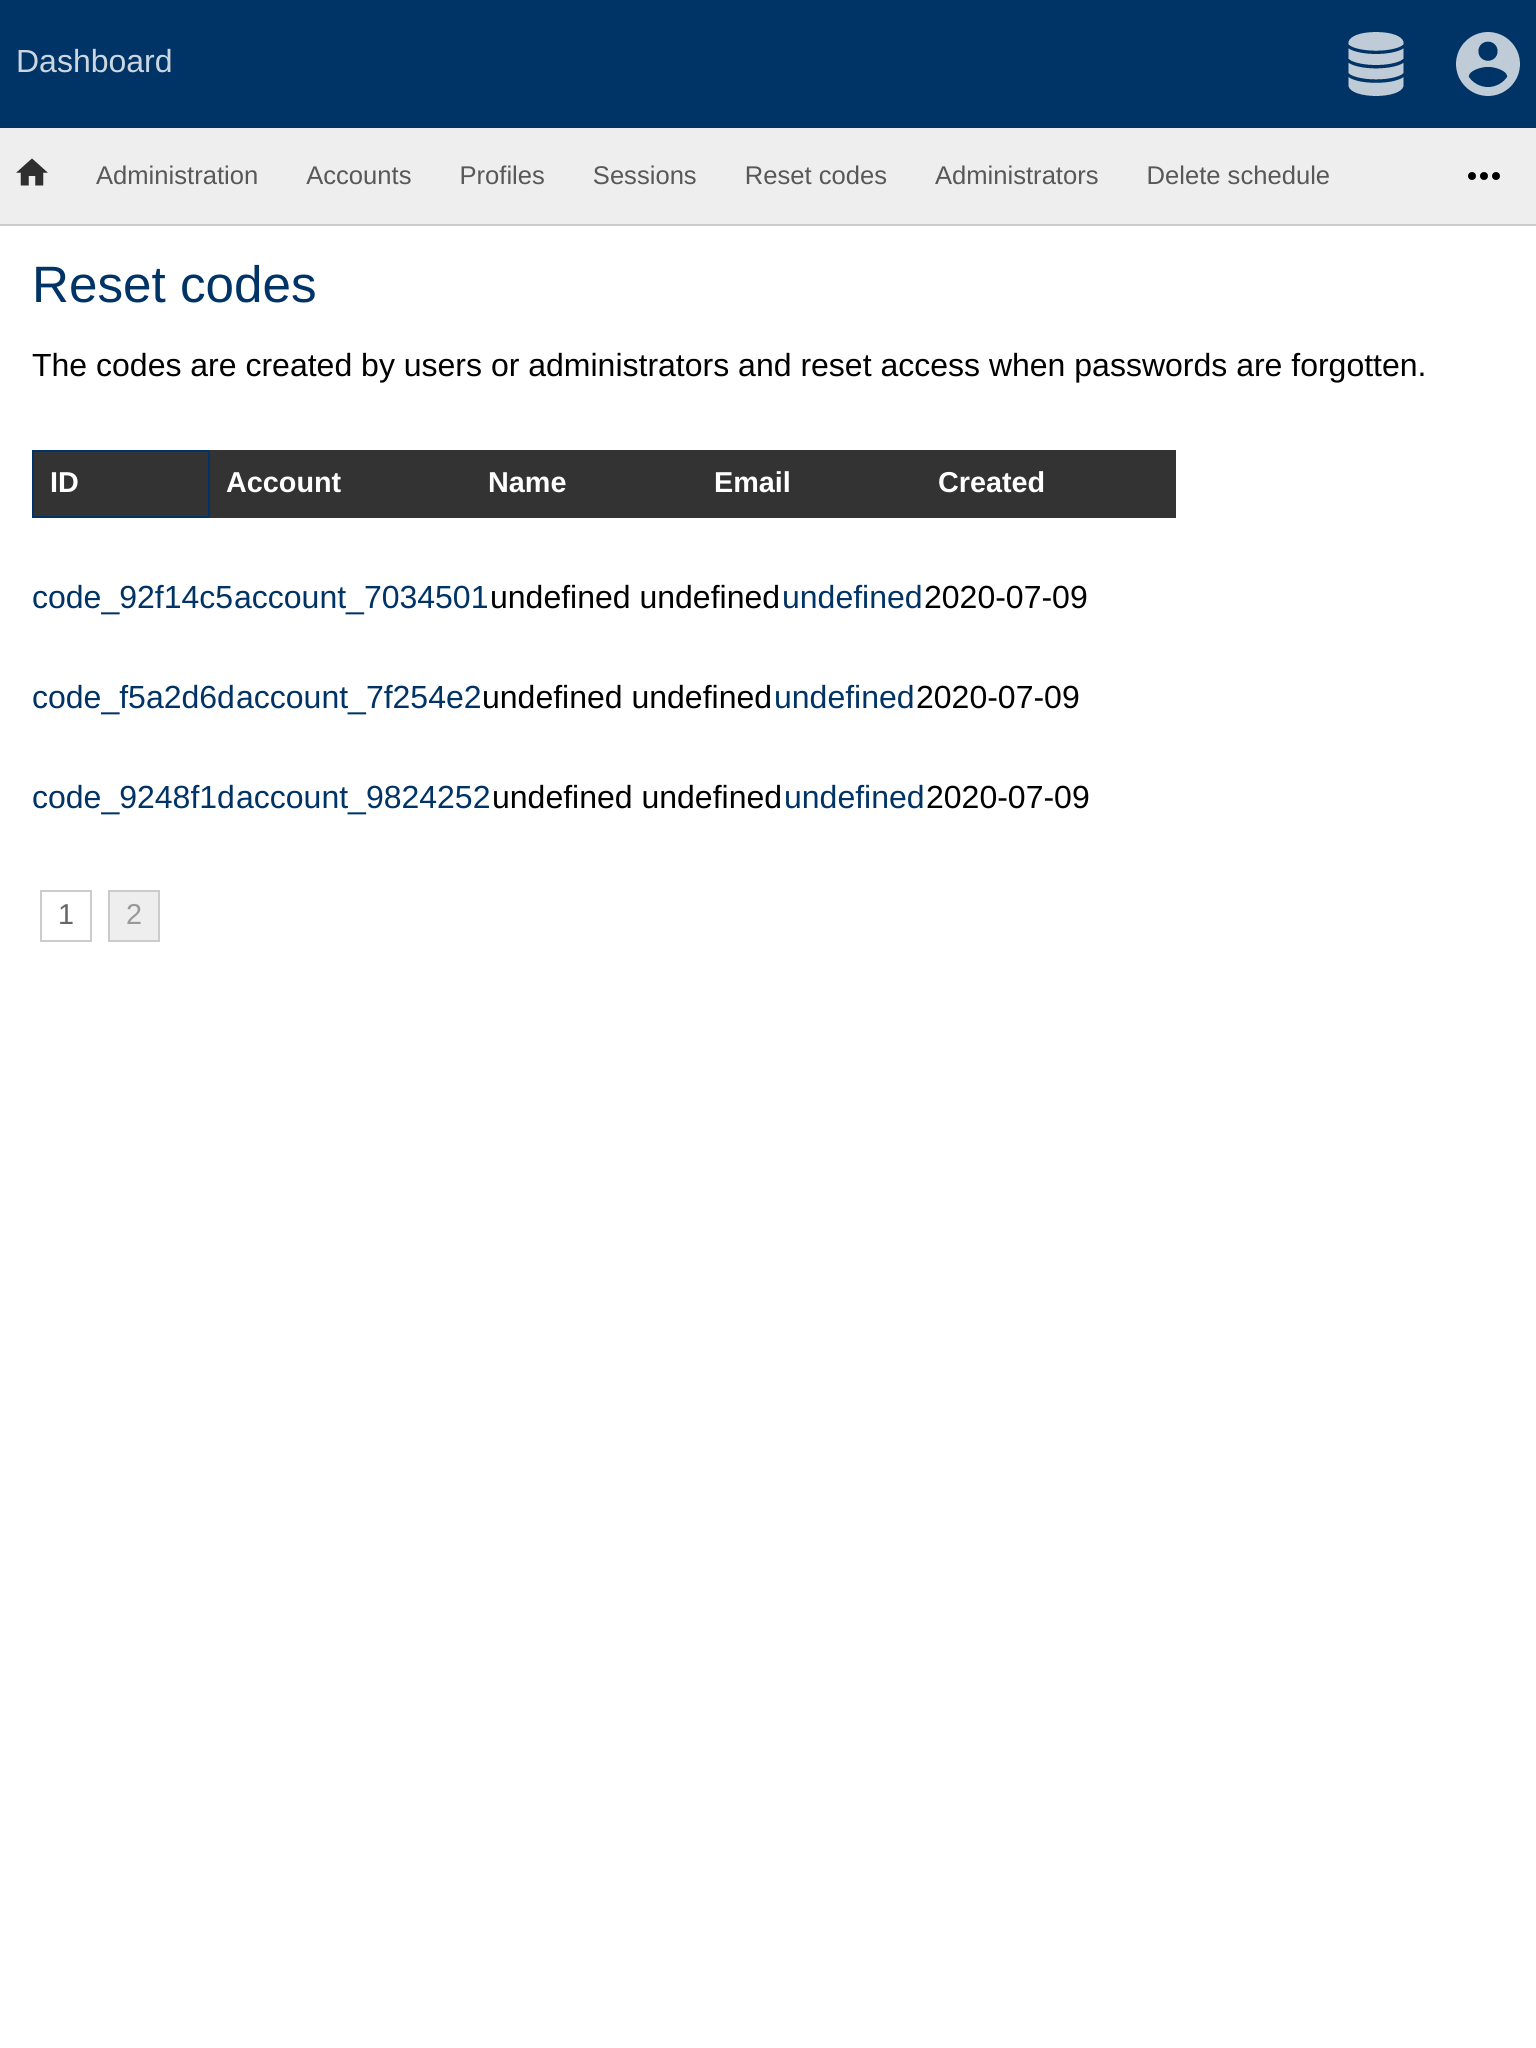 Dashboard
Administration Accounts Profiles Sessions Reset codes Administrators Delete schedule
Reset codes
The codes are created by users or administrators and reset access when passwords are forgotten.
ID Account Name Email Created
code_92f14c5account_7034501undefined undefinedundefined2020-07-09
code_f5a2d6daccount_7f254e2undefined undefinedundefined2020-07-09
code_9248f1daccount_9824252undefined undefinedundefined2020-07-09
1 2